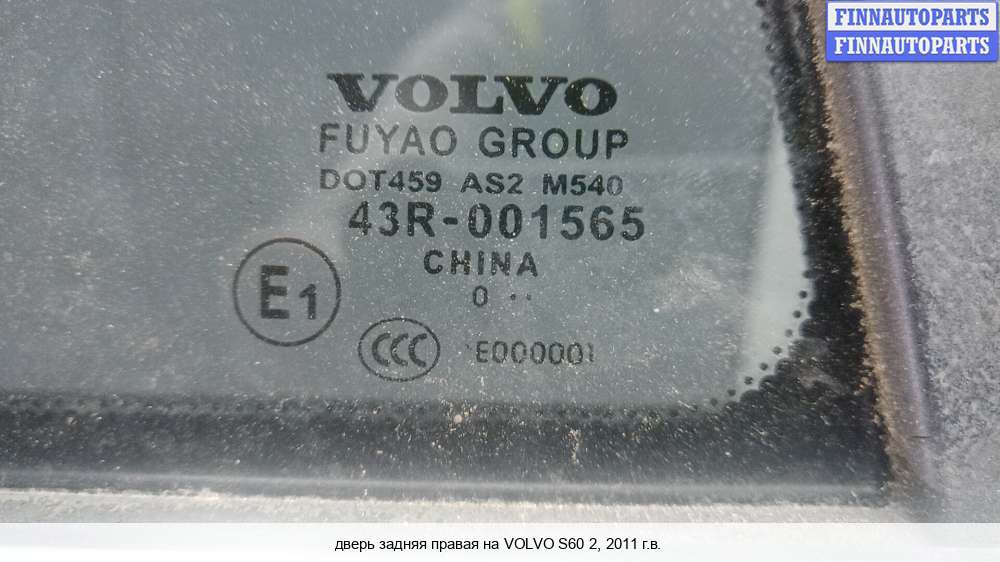 FINNAUTOPARTS
FINNAUTOPARTS
VOLVO
FUYAO GROUP
DOT459 AS2 M540
43R-001565
CHINA
0 ··
E1
CCC E000001
дверь задняя правая на VOLVO S60 2, 2011 г.в.